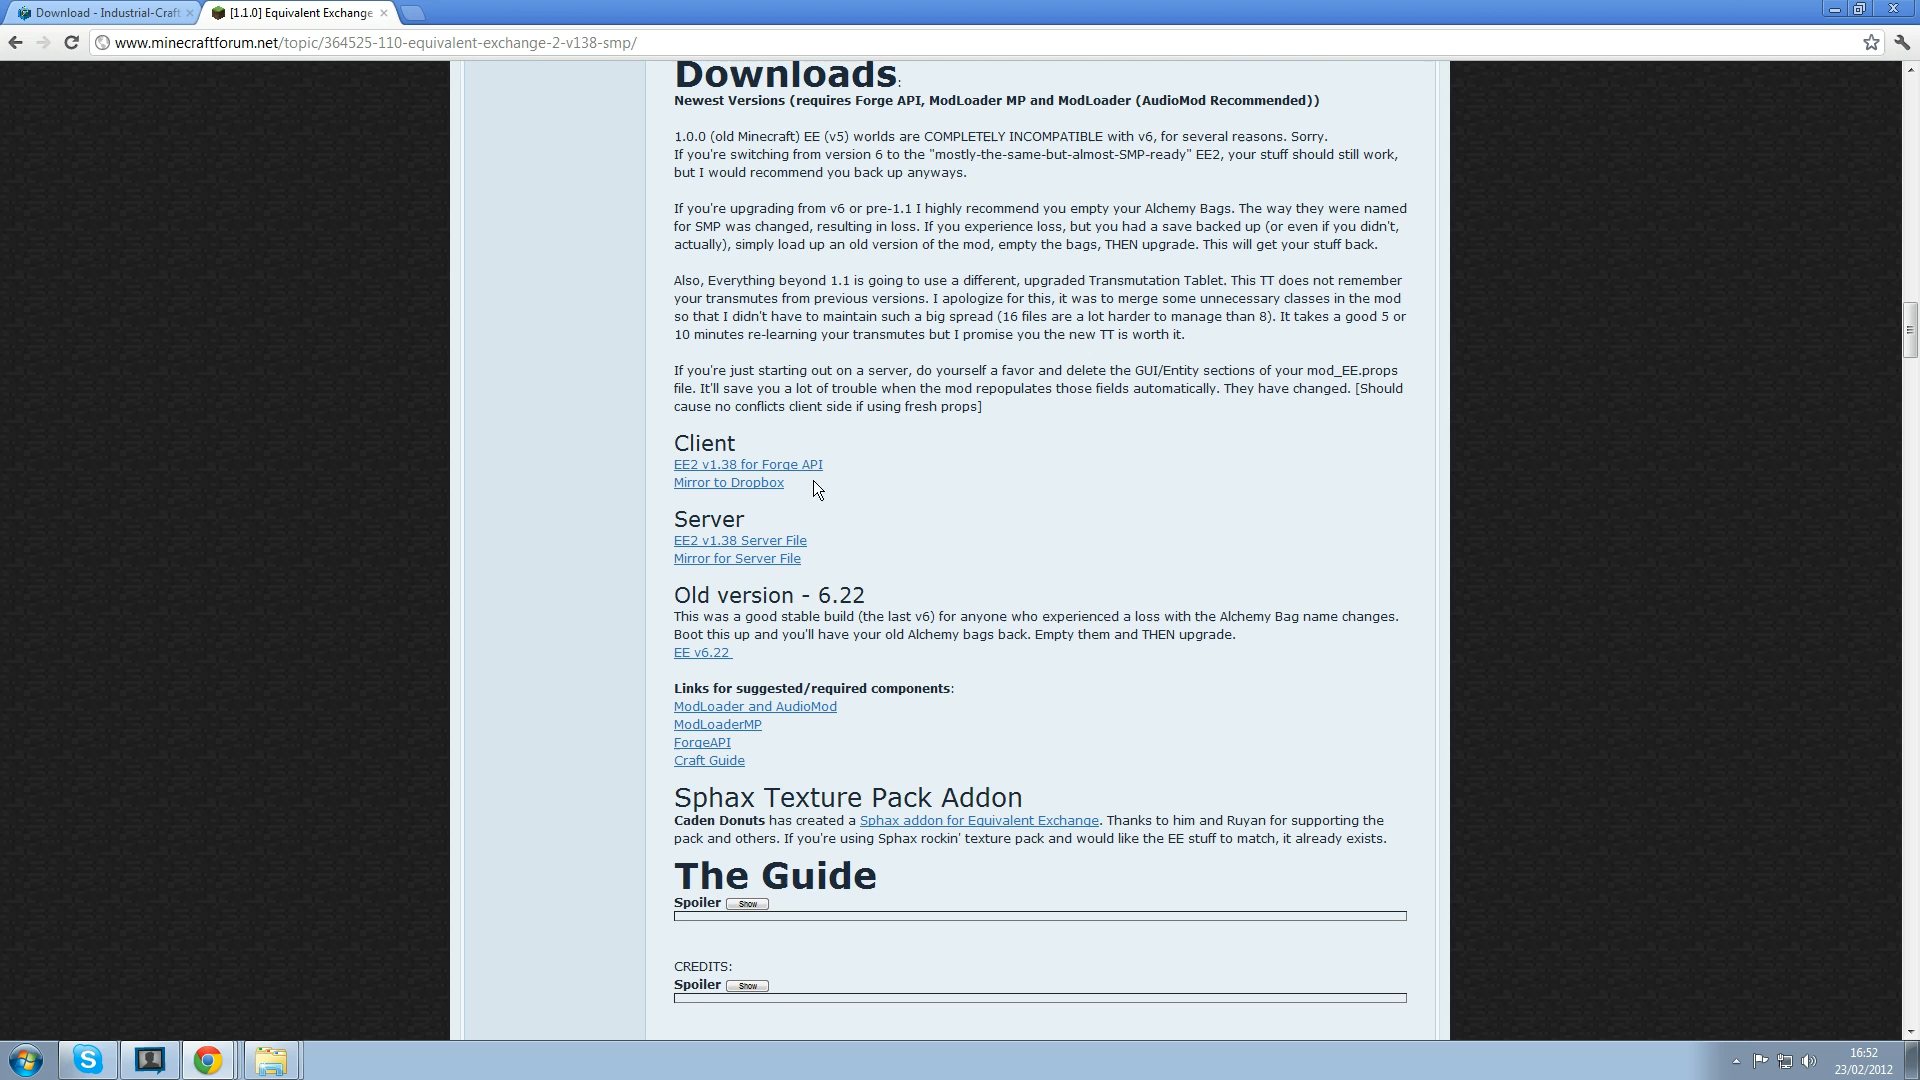 Download - Industrial-Craft
[1.1.0] Equivalent Exchange
www.minecraftforum.net/topic/364525-110-equivalent-exchange-2-v138-smp/
Downloads:
Newest Versions (requires Forge API, ModLoader MP and ModLoader (AudioMod Recommended))
1.0.0 (old Minecraft) EE (v5) worlds are COMPLETELY INCOMPATIBLE with v6, for several reasons. Sorry.
If you're switching from version 6 to the "mostly-the-same-but-almost-SMP-ready" EE2, your stuff should still work,
but I would recommend you back up anyways.
If you're upgrading from v6 or pre-1.1 I highly recommend you empty your Alchemy Bags. The way they were named
for SMP was changed, resulting in loss. If you experience loss, but you had a save backed up (or even if you didn't,
actually), simply load up an old version of the mod, empty the bags, THEN upgrade. This will get your stuff back.
Also, Everything beyond 1.1 is going to use a different, upgraded Transmutation Tablet. This TT does not remember
your transmutes from previous versions. I apologize for this, it was to merge some unnecessary classes in the mod
so that I didn't have to maintain such a big spread (16 files are a lot harder to manage than 8). It takes a good 5 or
10 minutes re-learning your transmutes but I promise you the new TT is worth it.
If you're just starting out on a server, do yourself a favor and delete the GUI/Entity sections of your mod_EE.props
file. It'll save you a lot of trouble when the mod repopulates those fields automatically. They have changed. [Should
cause no conflicts client side if using fresh props]
Client
EE2 v1.38 for Forge API
Mirror to Dropbox
Server
EE2 v1.38 Server File
Mirror for Server File
Old version - 6.22
This was a good stable build (the last v6) for anyone who experienced a loss with the Alchemy Bag name changes.
Boot this up and you'll have your old Alchemy bags back. Empty them and THEN upgrade.
EE v6.22
Links for suggested/required components:
ModLoader and AudioMod
ModLoaderMP
ForgeAPI
Craft Guide
Sphax Texture Pack Addon
Caden Donuts has created a Sphax addon for Equivalent Exchange. Thanks to him and Ruyan for supporting the
pack and others. If you're using Sphax rockin' texture pack and would like the EE stuff to match, it already exists.
The Guide
Spoiler Show
CREDITS:
Spoiler Show
16:52
23/02/2012